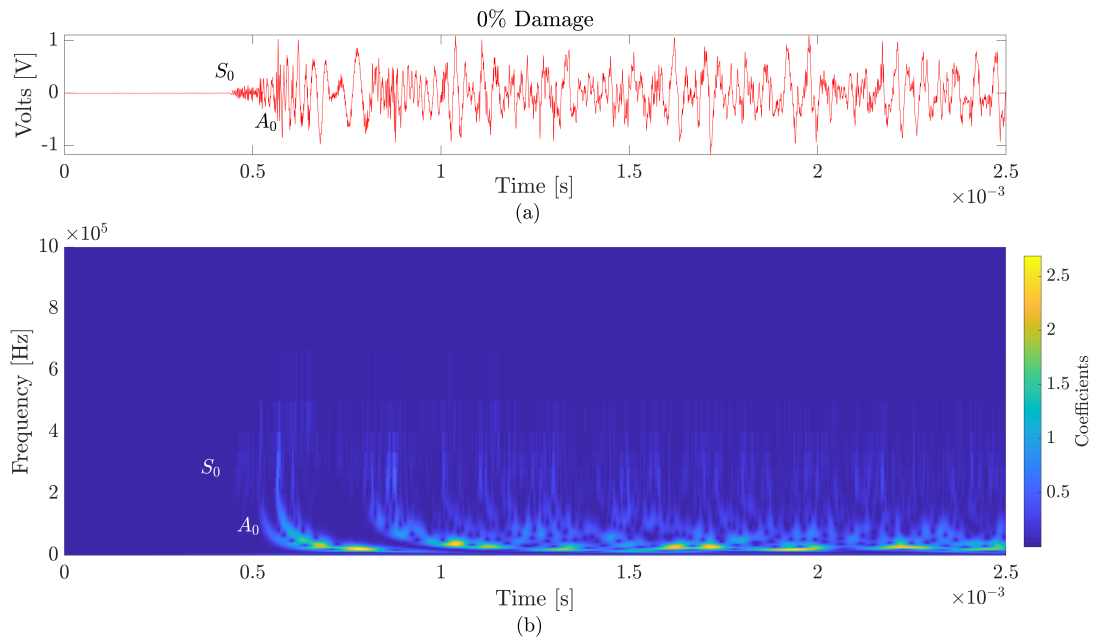 0% Damage
Volts [V]
1
0
-1
S₀
A₀
0
0.5
1
1.5
2
2.5
Time [s]
×10⁻³
(a)
×10⁵
Frequency [Hz]
10
8
6
4
2
0
S₀
A₀
0
0.5
1
1.5
2
2.5
Time [s]
×10⁻³
(b)
2.5
2
1.5
1
0.5
Coefficients